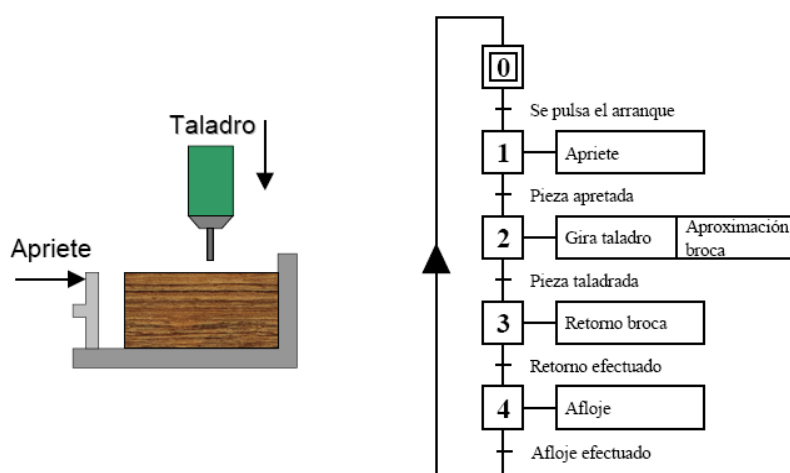 Taladro
Apriete
0
Se pulsa el arranque
1
Apriete
Pieza apretada
2
Gira taladro
Aproximación
broca
Pieza taladrada
3
Retorno broca
Retorno efectuado
4
Afloje
Afloje efectuado